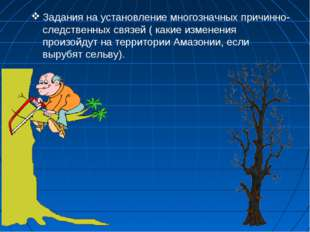 Задания на установление многозначных причинно-
следственных связей ( какие изменения
произойдут на территории Амазонии, если
вырубят сельву).